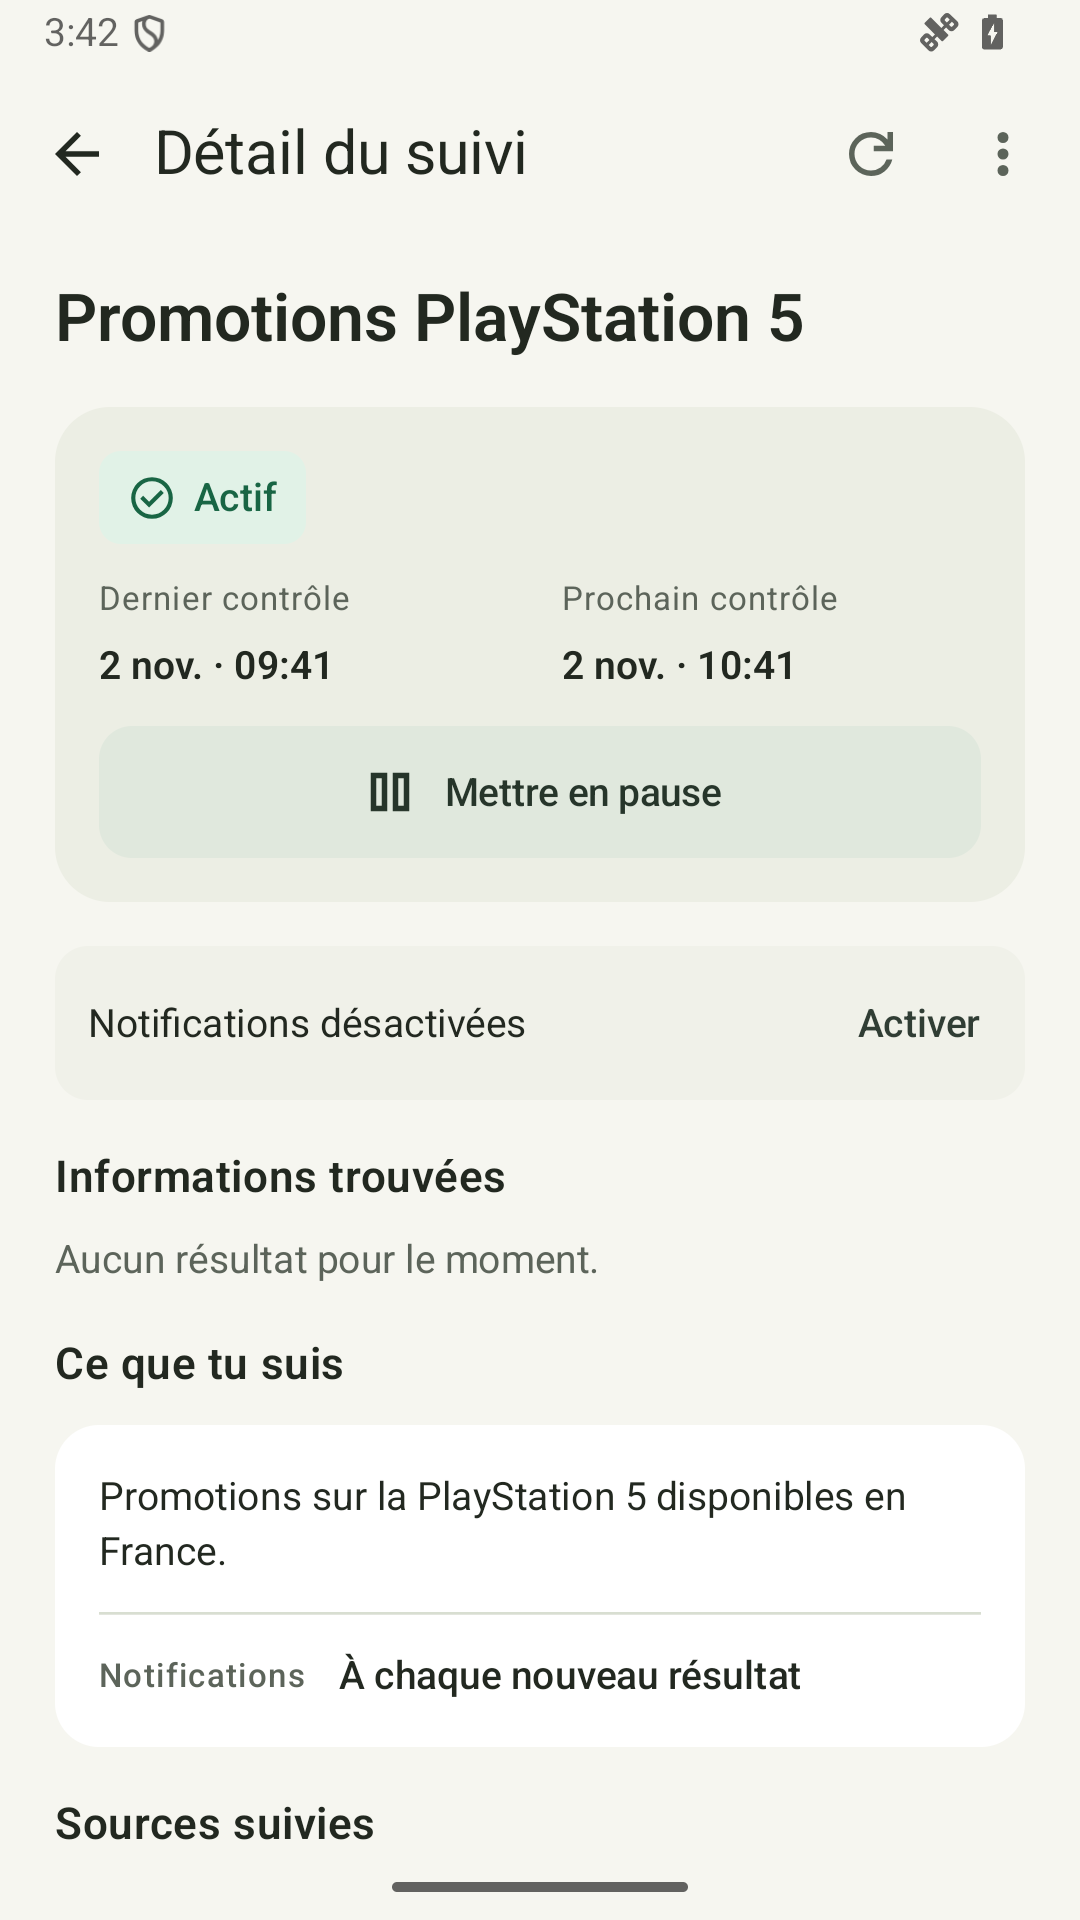 3:42
Détail du suivi
Promotions PlayStation 5
Actif
Dernier contrôle
Prochain contrôle
2 nov. · 09:41
2 nov. · 10:41
Mettre en pause
Notifications désactivées
Activer
Informations trouvées
Aucun résultat pour le moment.
Ce que tu suis
Promotions sur la PlayStation 5 disponibles en
France.
Notifications À chaque nouveau résultat
Sources suivies